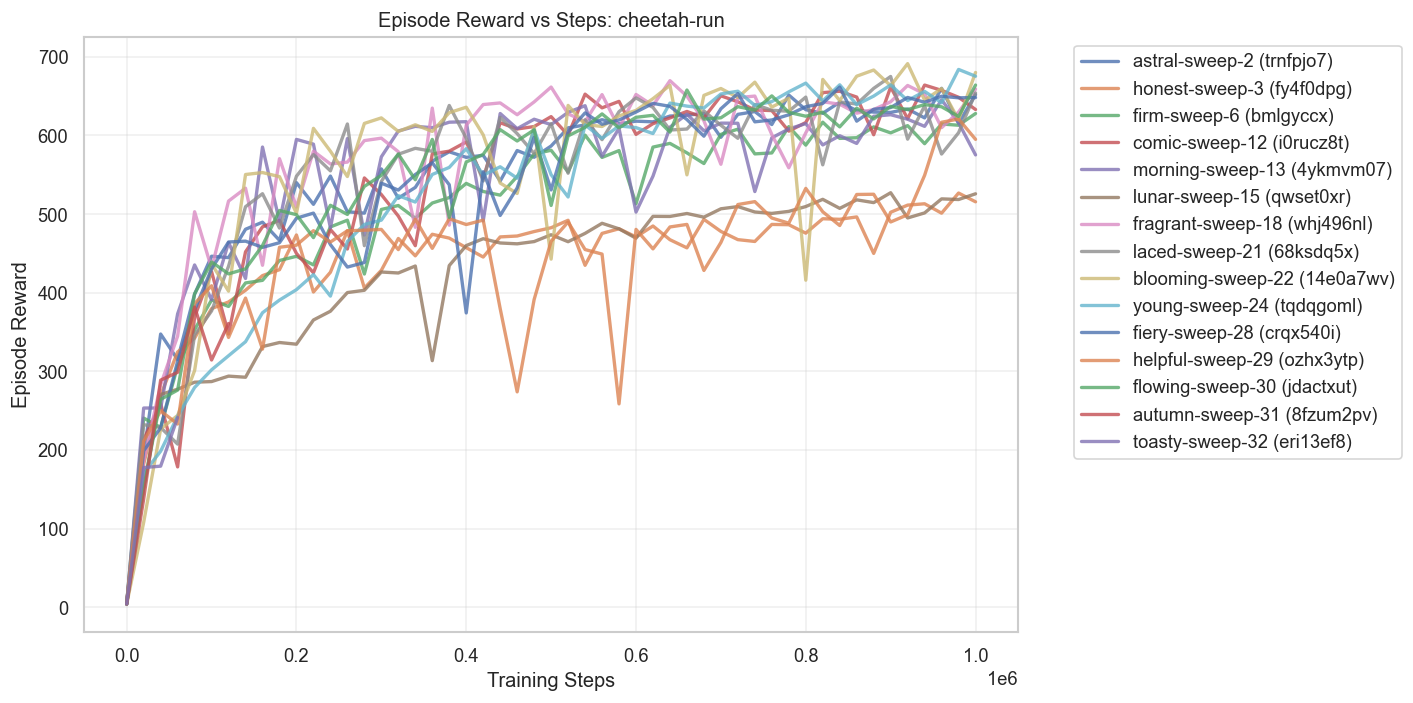 Episode Reward vs Steps: cheetah-run
700
600
500
400
300
200
100
0
Episode Reward
0.0
0.2
0.4
0.6
0.8
1.0
1e6
Training Steps
astral-sweep-2 (trnfpjo7)
honest-sweep-3 (fy4f0dpg)
firm-sweep-6 (bmlgyccx)
comic-sweep-12 (i0rucz8t)
morning-sweep-13 (4ykmvm07)
lunar-sweep-15 (qwset0xr)
fragrant-sweep-18 (whj496nl)
laced-sweep-21 (68ksdq5x)
blooming-sweep-22 (14e0a7wv)
young-sweep-24 (tqdqgoml)
fiery-sweep-28 (crqx540i)
helpful-sweep-29 (ozhx3ytp)
flowing-sweep-30 (jdactxut)
autumn-sweep-31 (8fzum2pv)
toasty-sweep-32 (eri13ef8)